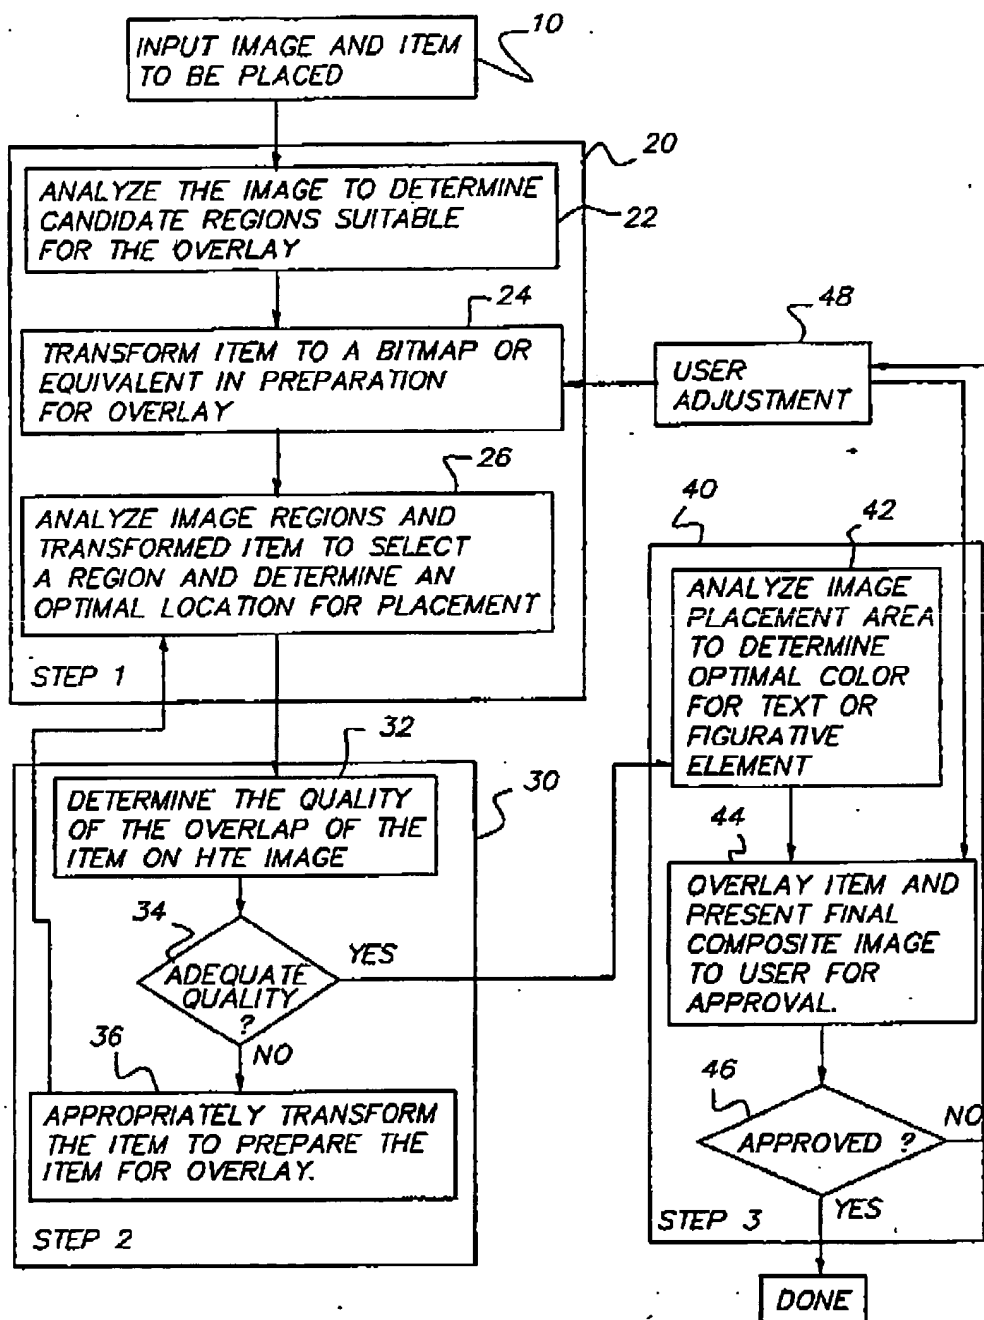 INPUT IMAGE AND ITEM
TO BE PLACED
10
20
ANALYZE THE IMAGE TO DETERMINE
CANDIDATE REGIONS SUITABLE
FOR THE OVERLAY
22
24
TRANSFORM ITEM TO A BITMAP OR
EQUIVALENT IN PREPARATION
FOR OVERLAY
26
ANALYZE IMAGE REGIONS AND
TRANSFORMED ITEM TO SELECT
A REGION AND DETERMINE AN
OPTIMAL LOCATION FOR PLACEMENT
STEP 1
32
30
DETERMINE THE QUALITY
OF THE OVERLAP OF THE
ITEM ON HTE IMAGE
34
ADEQUATE
QUALITY
?
YES
NO
36
APPROPRIATELY TRANSFORM
THE ITEM TO PREPARE THE
ITEM FOR OVERLAY.
STEP 2
48
USER
ADJUSTMENT
40
42
ANALYZE IMAGE
PLACEMENT AREA
TO DETERMINE
OPTIMAL COLOR
FOR TEXT OR
FIGURATIVE
ELEMENT
44
OVERLAY ITEM AND
PRESENT FINAL
COMPOSITE IMAGE
TO USER FOR
APPROVAL.
46
APPROVED ?
NO
YES
STEP 3
DONE